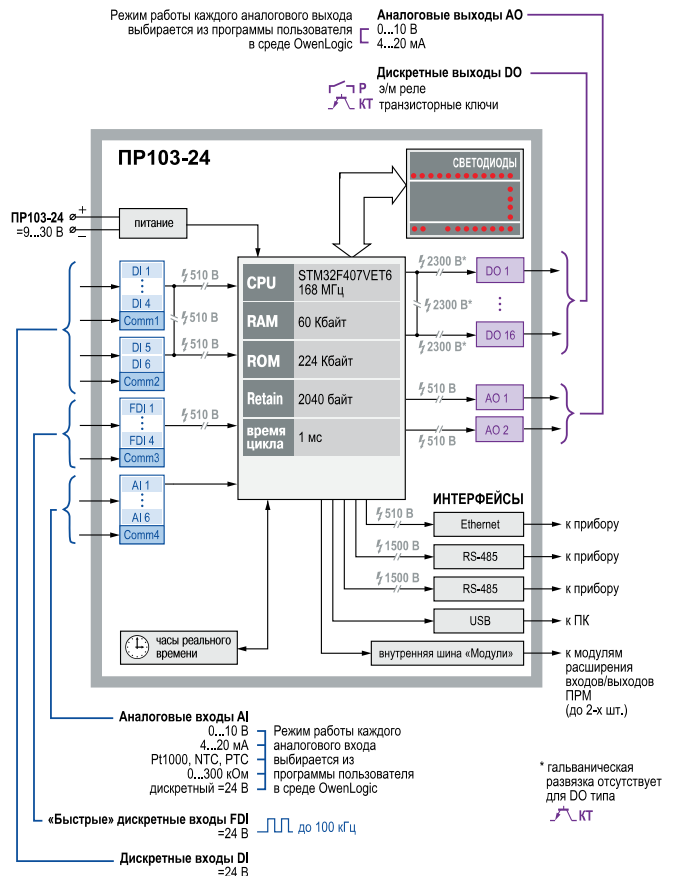 Режим работы каждого аналогового выхода
выбирается из программы пользователя
в среде OwenLogic
Аналоговые выходы AO
0...10 В
4...20 мА
Дискретные выходы DO
Р э/м реле
КТ транзисторные ключи
ПР103-24
СВЕТОДИОДЫ
ПР103-24
=9...30 В
+
–
питание
DI 1
DI 4
Comm1
DI 5
DI 6
Comm2
FDI 1
FDI 4
Comm3
AI 1
AI 6
Comm4
510 В
510 В
510 В
510 В
CPU STM32F407VET6
168 МГц
RAM 60 Кбайт
ROM 224 Кбайт
Retain 2040 байт
время
цикла 1 мс
2300 В*
2300 В*
2300 В*
DO 1
DO 16
510 В
510 В
AO 1
AO 2
ИНТЕРФЕЙСЫ
510 В Ethernet к прибору
1500 В RS-485 к прибору
1500 В RS-485 к прибору
USB к ПК
внутренняя шина «Модули» к модулям
расширения
входов/выходов
ПРМ
(до 2-х шт.)
часы реального
времени
Аналоговые входы AI
0...10 В
4...20 мА
Pt1000, NTC, PTC
0...300 кОм
дискретный =24 В
Режим работы каждого
аналогового входа
выбирается из
программы пользователя
в среде OwenLogic
«Быстрые» дискретные входы FDI
=24 В до 100 кГц
Дискретные входы DI
=24 В
* гальваническая
развязка отсутствует
для DO типа
КТ